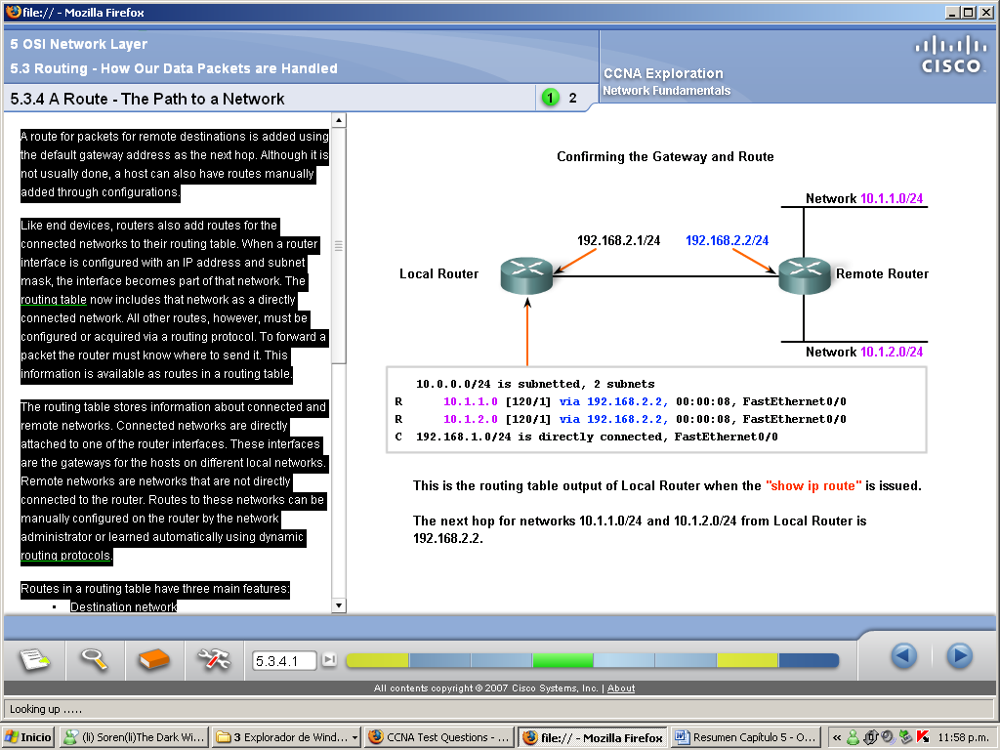 file:// - Mozilla Firefox
5 OSI Network Layer
5.3 Routing - How Our Data Packets are Handled
CCNA Exploration
Network Fundamentals
CISCO
5.3.4 A Route - The Path to a Network
1 2
A route for packets for remote destinations is added using
the default gateway address as the next hop. Although it is
not usually done, a host can also have routes manually
added through configurations.
Like end devices, routers also add routes for the
connected networks to their routing table. When a router
interface is configured with an IP address and subnet
mask, the interface becomes part of that network. The
routing table now includes that network as a directly
connected network. All other routes, however, must be
configured or acquired via a routing protocol. To forward a
packet the router must know where to send it. This
information is available as routes in a routing table.
The routing table stores information about connected and
remote networks. Connected networks are directly
attached to one of the router interfaces. These interfaces
are the gateways for the hosts on different local networks.
Remote networks are networks that are not directly
connected to the router. Routes to these networks can be
manually configured on the router by the network
administrator or learned automatically using dynamic
routing protocols.
Routes in a routing table have three main features:
• Destination network
Confirming the Gateway and Route
Network 10.1.1.0/24
192.168.2.1/24
192.168.2.2/24
Local Router
Remote Router
Network 10.1.2.0/24
10.0.0.0/24 is subnetted, 2 subnets
R 10.1.1.0 [120/1] via 192.168.2.2, 00:00:08, FastEthernet0/0
R 10.1.2.0 [120/1] via 192.168.2.2, 00:00:08, FastEthernet0/0
C 192.168.1.0/24 is directly connected, FastEthernet0/0
This is the routing table output of Local Router when the "show ip route" is issued.
The next hop for networks 10.1.1.0/24 and 10.1.2.0/24 from Local Router is
192.168.2.2.
5.3.4.1
All contents copyright © 2007 Cisco Systems, Inc. | About
Looking up .....
Inicio
(li) Soren(li)The Dark Wi...
3 Explorador de Wind...
CCNA Test Questions - ...
file:// - Mozilla Firefox
Resumen Capítulo 5 - O...
«
11:58 p.m.